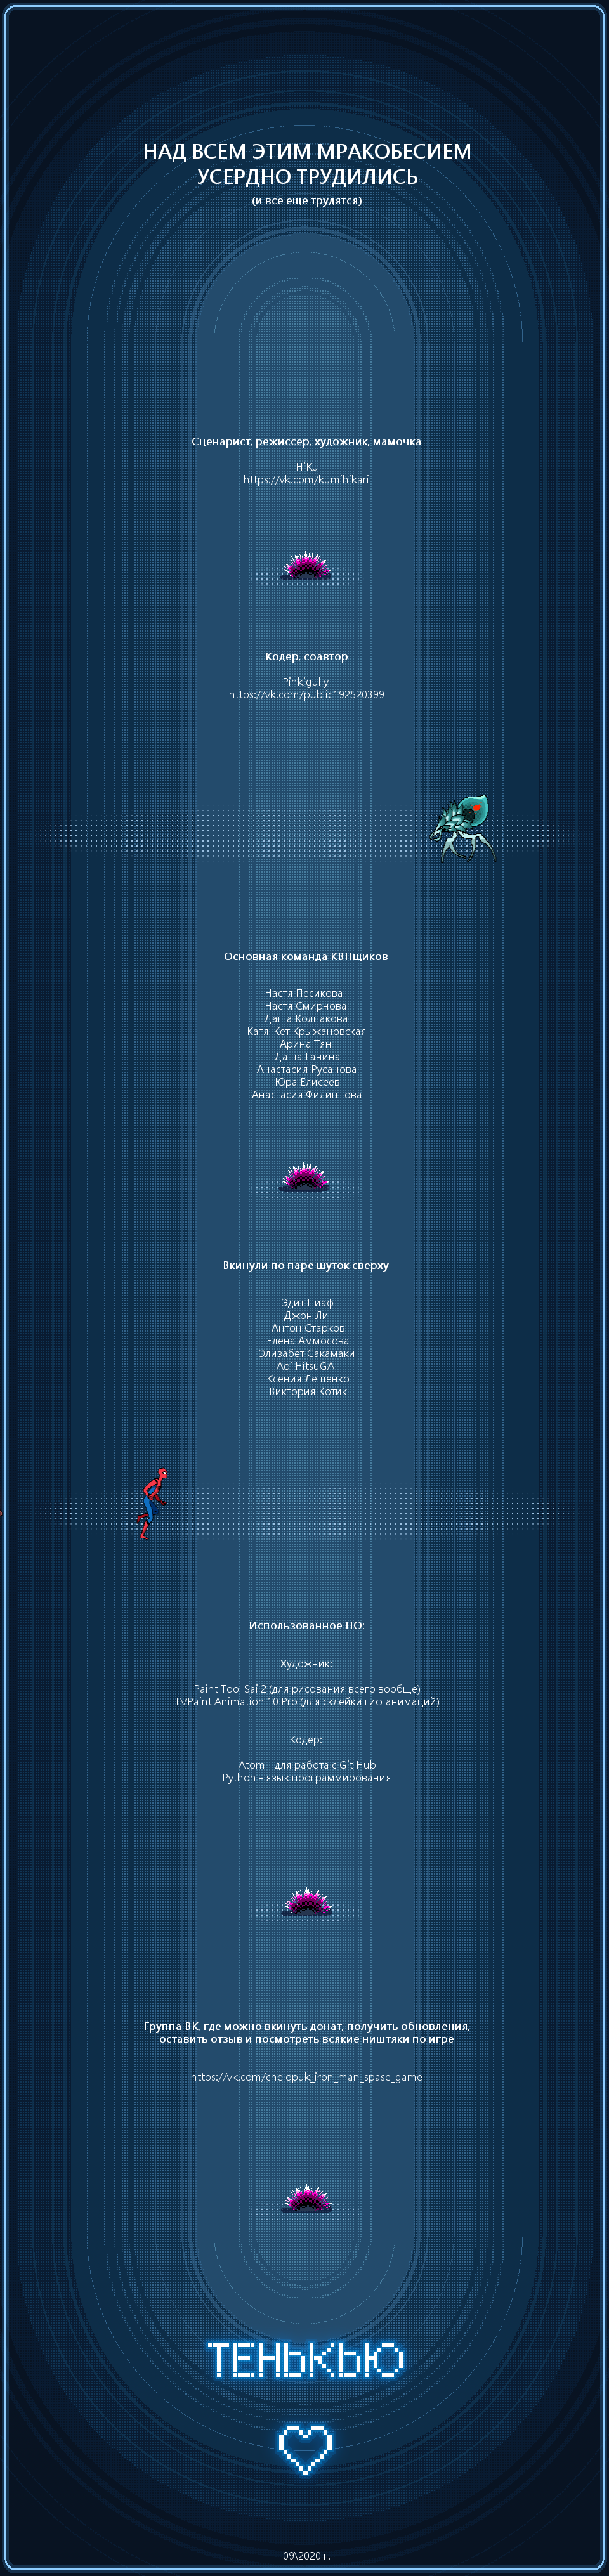 НАД ВСЕМ ЭТИМ МРАКОБЕСИЕМ
УСЕРДНО ТРУДИЛИСЬ
(и все еще трудятся)
Сценарист, режиссер, художник, мамочка
HiKu
https://vk.com/kumihikari
Кодер, соавтор
Pinkigully
https://vk.com/public192520399
Основная команда КВНщиков
Настя Песикова
Настя Смирнова
Даша Колпакова
Катя-Кет Крыжановская
Арина Тян
Даша Ганина
Анастасия Русанова
Юра Елисеев
Анастасия Филиппова
Вкинули по паре шуток сверху
Эдит Пиаф
Джон Ли
Антон Старков
Елена Аммосова
Элизабет Сакамаки
Aoi HitsuGA
Ксения Лещенко
Виктория Котик
Использованное ПО:
Художник:
Paint Tool Sai 2 (для рисования всего вообще)
TVPaint Animation 10 Pro (для склейки гиф анимаций)
Кодер:
Atom - для работа с Git Hub
Python - язык программирования
Группа ВК, где можно вкинуть донат, получить обновления,
оставить отзыв и посмотреть всякие ништяки по игре
https://vk.com/chelopuk_iron_man_spase_game
ТЕНЬКЬЮ
09\2020 г.